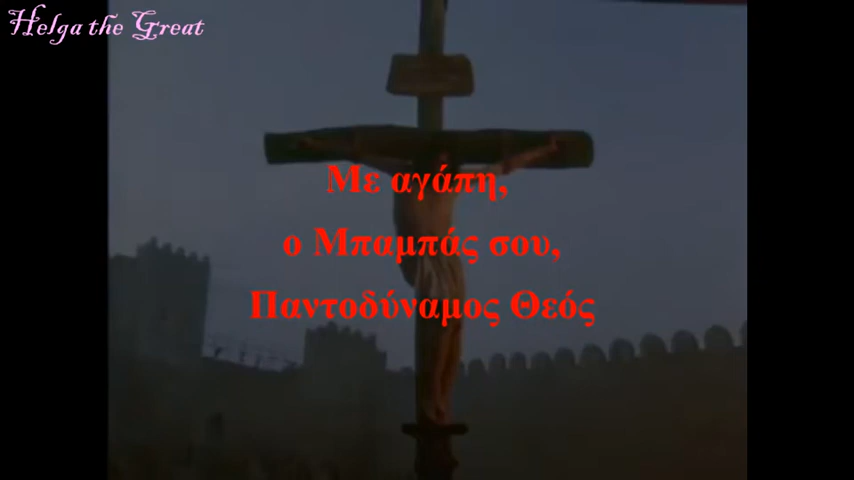 Helga the Great
Με αγάπη,
ο Μπαμπάς σου,
Παντοδύναμος Θεός